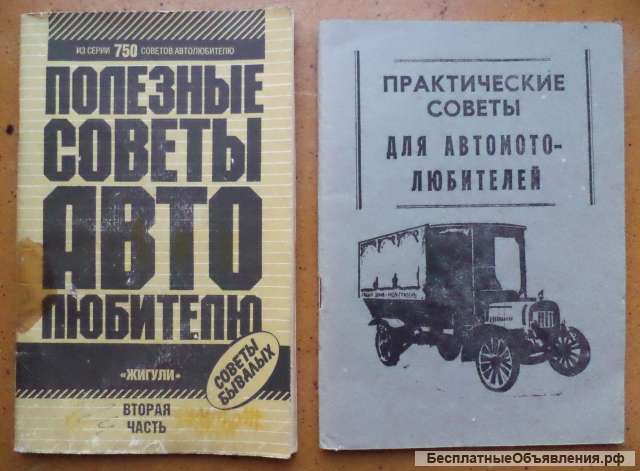 ИЗ СЕРИИ 750 СОВЕТОВ АВТОЛЮБИТЕЛЮ
ПОЛЕЗНЫЕ
СОВЕТЫ
АВТО
ЛЮБИТЕЛЮ
«ЖИГУЛИ»
СОВЕТЫ
БЫВАЛЫХ
ВТОРАЯ
ЧАСТЬ
ПРАКТИЧЕСКИЕ
СОВЕТЫ
ДЛЯ АВТОМОТО-
ЛЮБИТЕЛЕЙ
БесплатныеОбъявления.рф